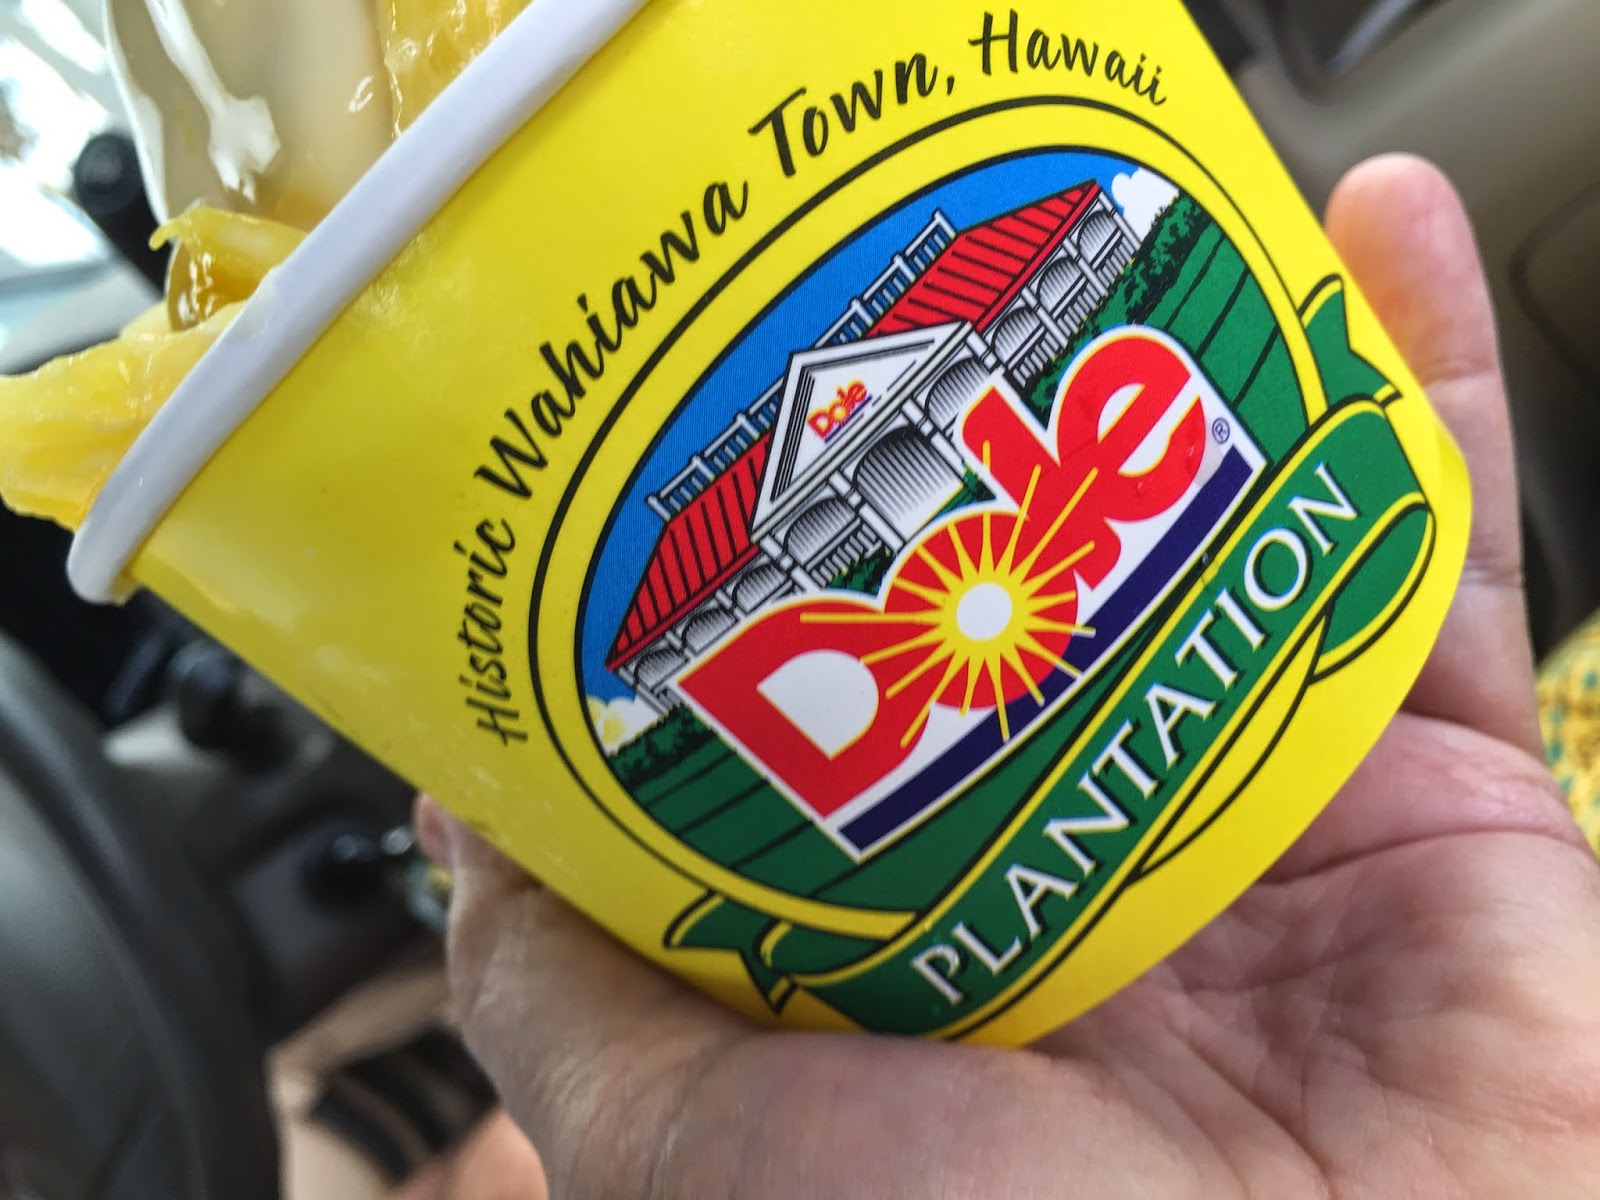 Historic Wahiawa Town, Hawaii
Dole
Dole®
PLANTATION